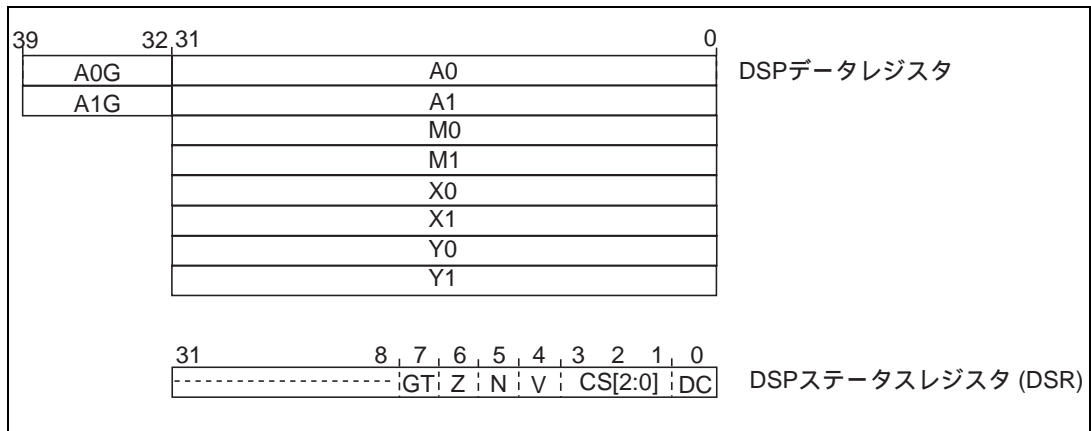 39 32 31 0
A0G A0 DSPデータレジスタ
A1G A1
M0
M1
X0
X1
Y0
Y1
31 8 7 6 5 4 3 2 1 0
GT Z N V CS[2:0] DC DSPステータスレジスタ (DSR)